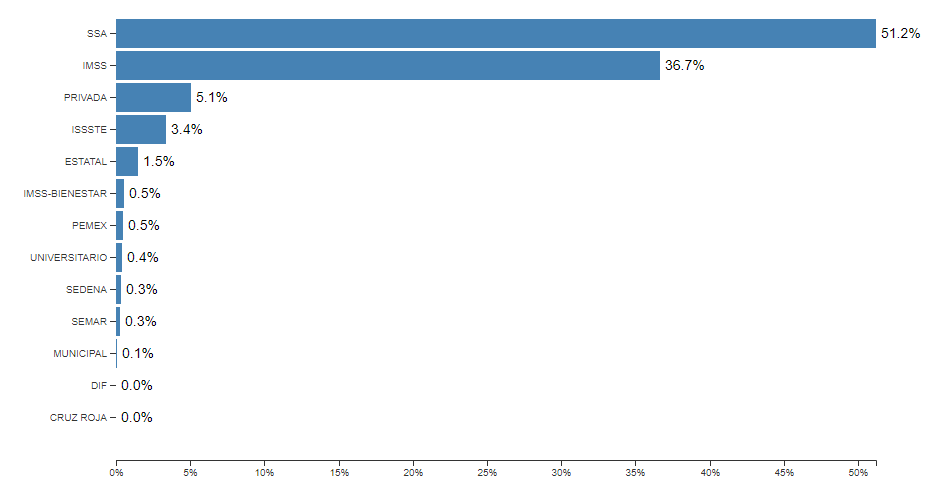 SSA 51.2%
IMSS 36.7%
PRIVADA 5.1%
ISSSTE 3.4%
ESTATAL 1.5%
IMSS-BIENESTAR 0.5%
PEMEX 0.5%
UNIVERSITARIO 0.4%
SEDENA 0.3%
SEMAR 0.3%
MUNICIPAL 0.1%
DIF 0.0%
CRUZ ROJA 0.0%
0% 5% 10% 15% 20% 25% 30% 35% 40% 45% 50%